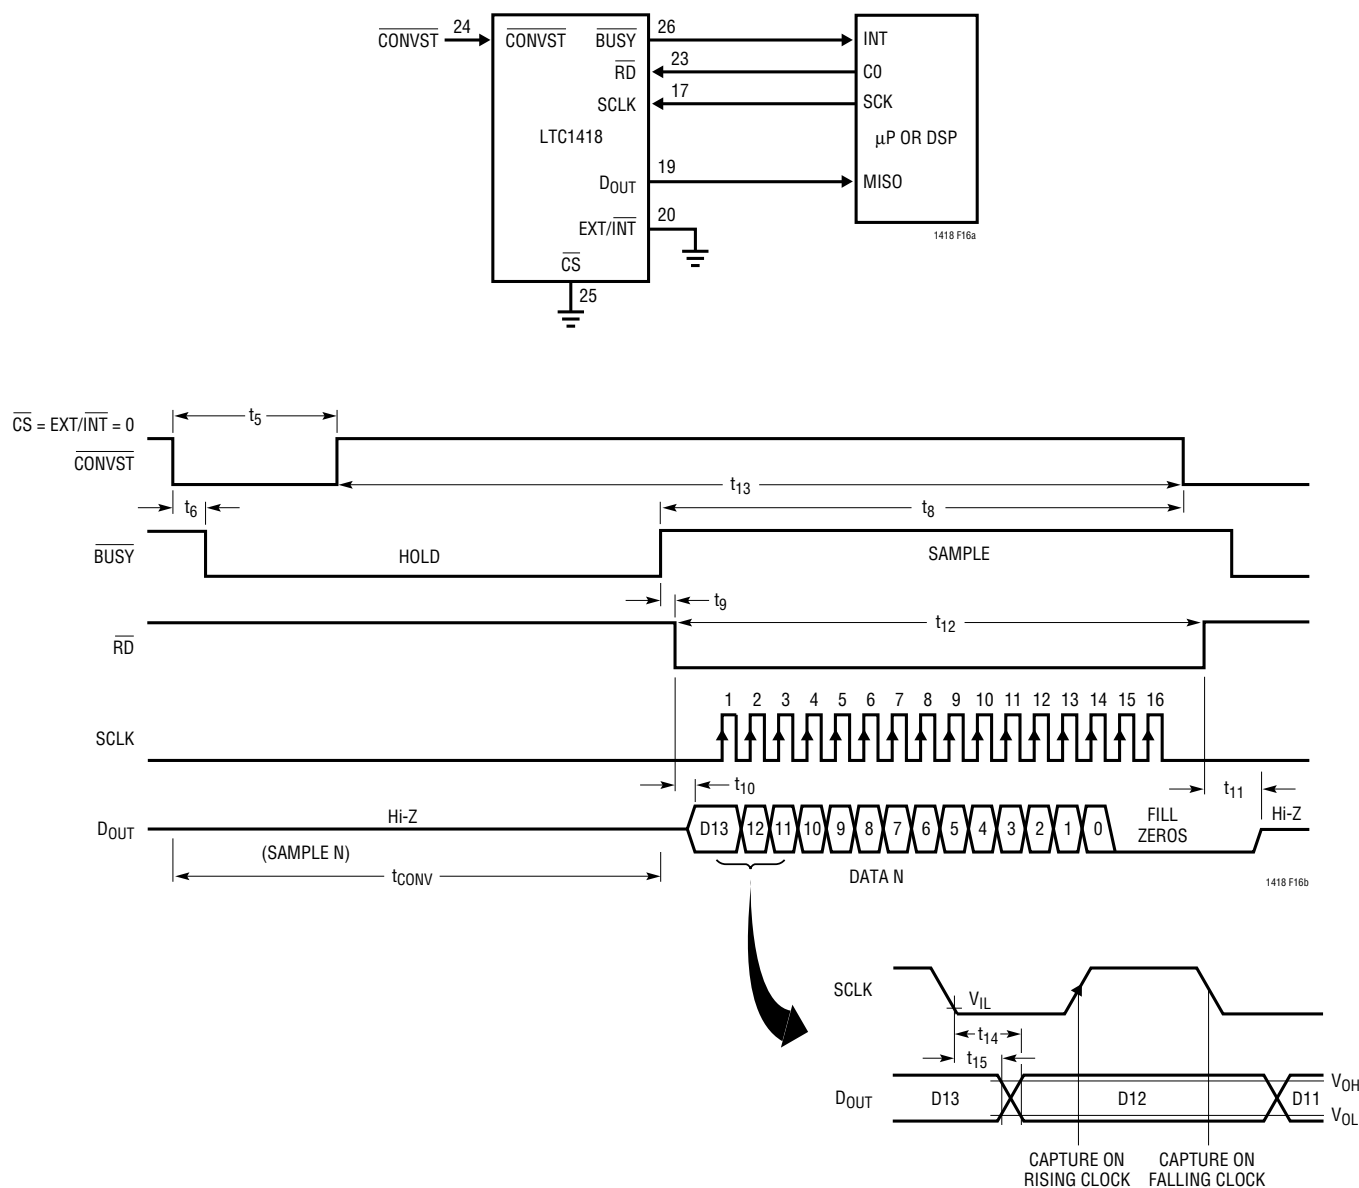 CONVST 24 CONVST BUSY 26 INT
RD 23 C0
SCLK 17 SCK
LTC1418 μP OR DSP
DOUT 19 MISO
EXT/INT 20
1418 F16a
CS
25
CS = EXT/INT = 0
t5
CONVST
t13
t6
t8
BUSY HOLD SAMPLE
t9
RD
t12
1 2 3 4 5 6 7 8 9 10 11 12 13 14 15 16
SCLK
t10
t11
DOUT Hi-Z D13 12 11 10 9 8 7 6 5 4 3 2 1 0 FILL ZEROS Hi-Z
(SAMPLE N)
tCONV
DATA N
1418 F16b
SCLK
VIL
t14
t15
DOUT D13 D12 D11 VOH
VOL
CAPTURE ON CAPTURE ON
RISING CLOCK FALLING CLOCK